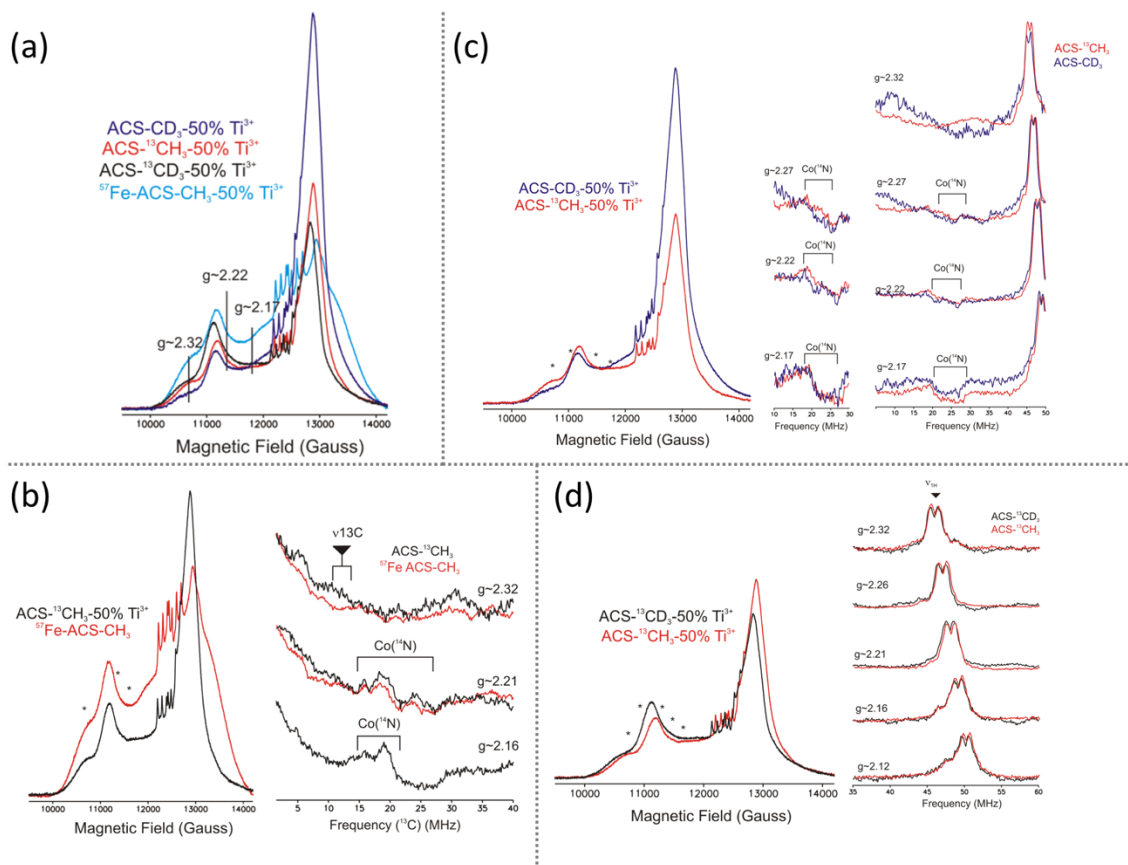 (a)
ACS-CD₃-50% Ti³⁺
ACS-¹³CH₃-50% Ti³⁺
ACS-¹³CD₃-50% Ti³⁺
⁵⁷Fe-ACS-CH₃-50% Ti³⁺
g~2.22
g~2.17
g~2.32
10000 11000 12000 13000 14000
Magnetic Field (Gauss)
(c)
ACS-CD₃-50% Ti³⁺
ACS-¹³CH₃-50% Ti³⁺
* * * *
10000 11000 12000 13000 14000
Magnetic Field (Gauss)
g~2.27
Co(¹⁴N)
g~2.22
Co(¹⁴N)
g~2.17
Co(¹⁴N)
10 15 20 25 30
Frequency (MHz)
ACS-¹³CH₃
ACS-CD₃
g~2.32
g~2.27
Co(¹⁴N)
g~2.22
Co(¹⁴N)
g~2.17
Co(¹⁴N)
10 15 20 25 30 35 40 45 50
Frequency (MHz)
(b)
ACS-¹³CH₃-50% Ti³⁺
⁵⁷Fe-ACS-CH₃
* * *
10000 11000 12000 13000 14000
Magnetic Field (Gauss)
ν13C
ACS-¹³CH₃
⁵⁷Fe ACS-CH₃
g~2.32
Co(¹⁴N)
g~2.21
Co(¹⁴N)
g~2.16
5 10 15 20 25 30 35 40
Frequency (¹³C) (MHz)
(d)
ACS-¹³CD₃-50% Ti³⁺
ACS-¹³CH₃-50% Ti³⁺
* * * * *
10000 11000 12000 13000 14000
Magnetic Field (Gauss)
ACS-¹³CD₃
ACS-¹³CH₃
g~2.32
g~2.26
g~2.21
g~2.16
g~2.12
35 40 45 50 55 60
Frequency (MHz)